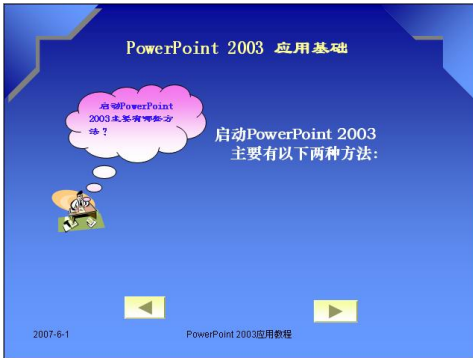 PowerPoint 2003 应用基础
启动PowerPoint
2003主要有哪些方
法？
启动PowerPoint 2003
主要有以下两种方法:
2007-6-1
PowerPoint 2003应用教程